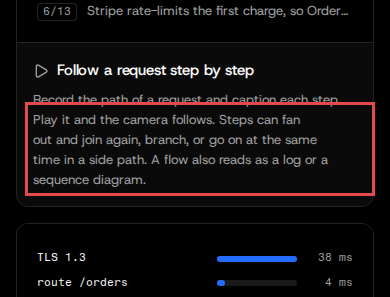 6/13 Stripe rate-limits the first charge, so Order…
Follow a request step by step
Record the path of a request and caption each step.
Play it and the camera follows. Steps can fan
out and join again, branch, or go on at the same
time in a side path. A flow also reads as a log or a
sequence diagram.
TLS 1.3 38 ms
route /orders 4 ms